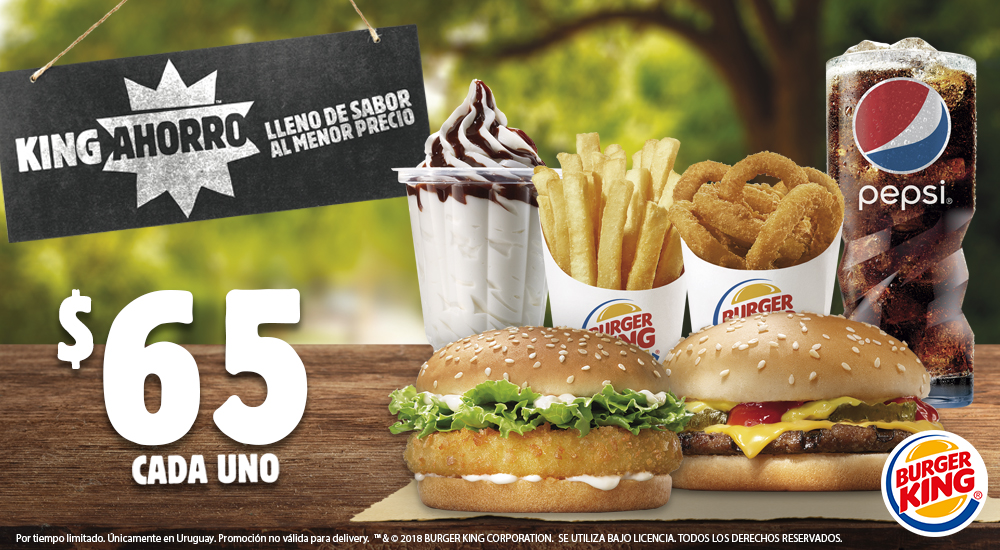 KING AHORRO™
LLENO DE SABOR
AL MENOR PRECIO
$65
CADA UNO
pepsi®
BURGER
KING
BURGER
BURGER
KING®
Por tiempo limitado. Únicamente en Uruguay. Promoción no válida para delivery. ™ & © 2018 BURGER KING CORPORATION. SE UTILIZA BAJO LICENCIA. TODOS LOS DERECHOS RESERVADOS.